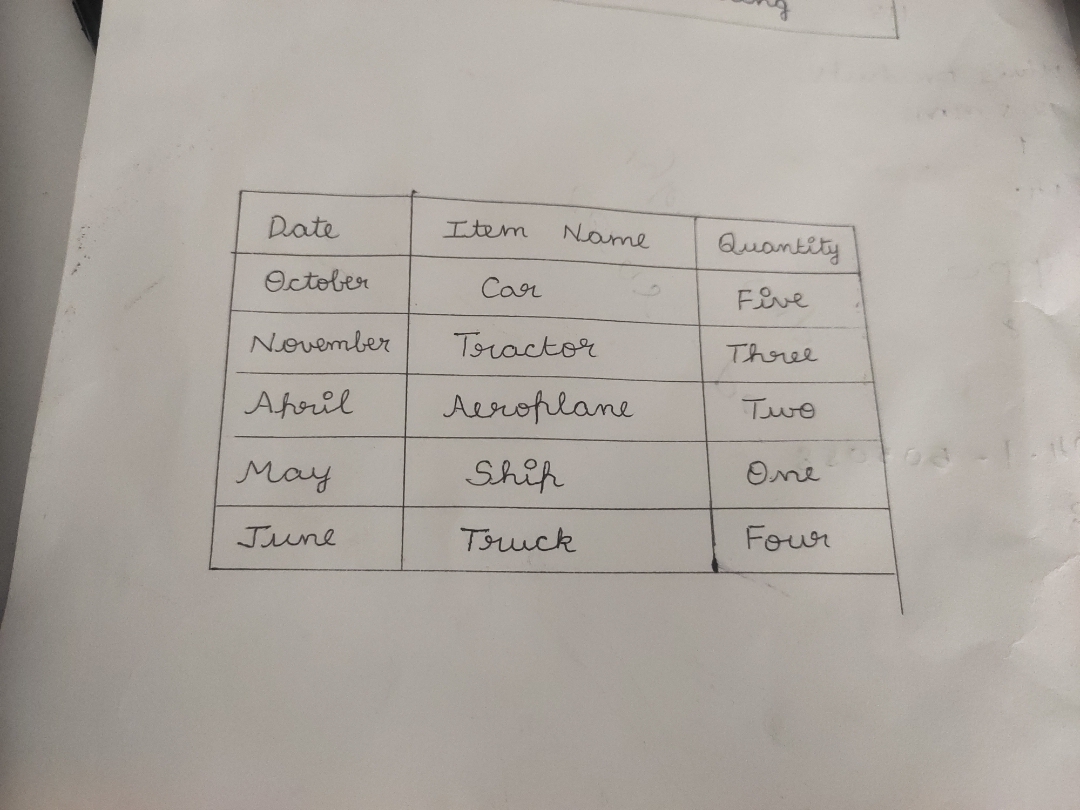 Date Item Name Quantity
October Car Five
November Tractor Three
April Aeroplane Two
May Ship One
June Truck Four